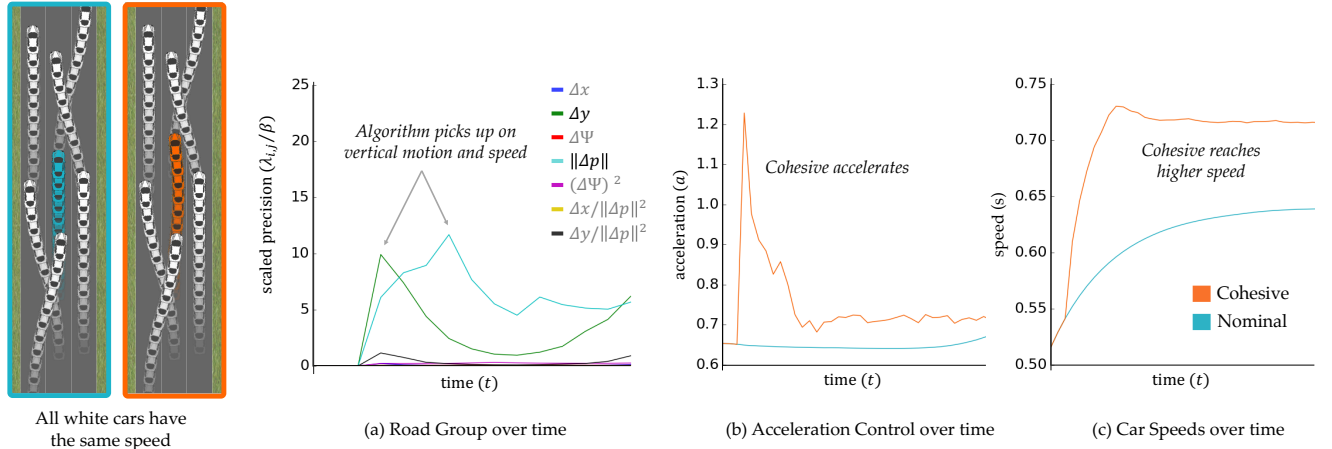 All white cars have
the same speed
scaled precision (λᵢ,ⱼ/β)
25
20
15
10
5
0
Algorithm picks up on
vertical motion and speed
Δx
Δy
ΔΨ
‖Δp‖
(ΔΨ) ²
Δx/‖Δp‖²
Δy/‖Δp‖²
time (t)
(a) Road Group over time
acceleration (a)
1.3
1.2
1.1
1.0
0.9
0.8
0.7
0.6
Cohesive accelerates
time (t)
(b) Acceleration Control over time
speed (s)
0.75
0.70
0.65
0.60
0.55
0.50
Cohesive reaches
higher speed
Cohesive
Nominal
time (t)
(c) Car Speeds over time